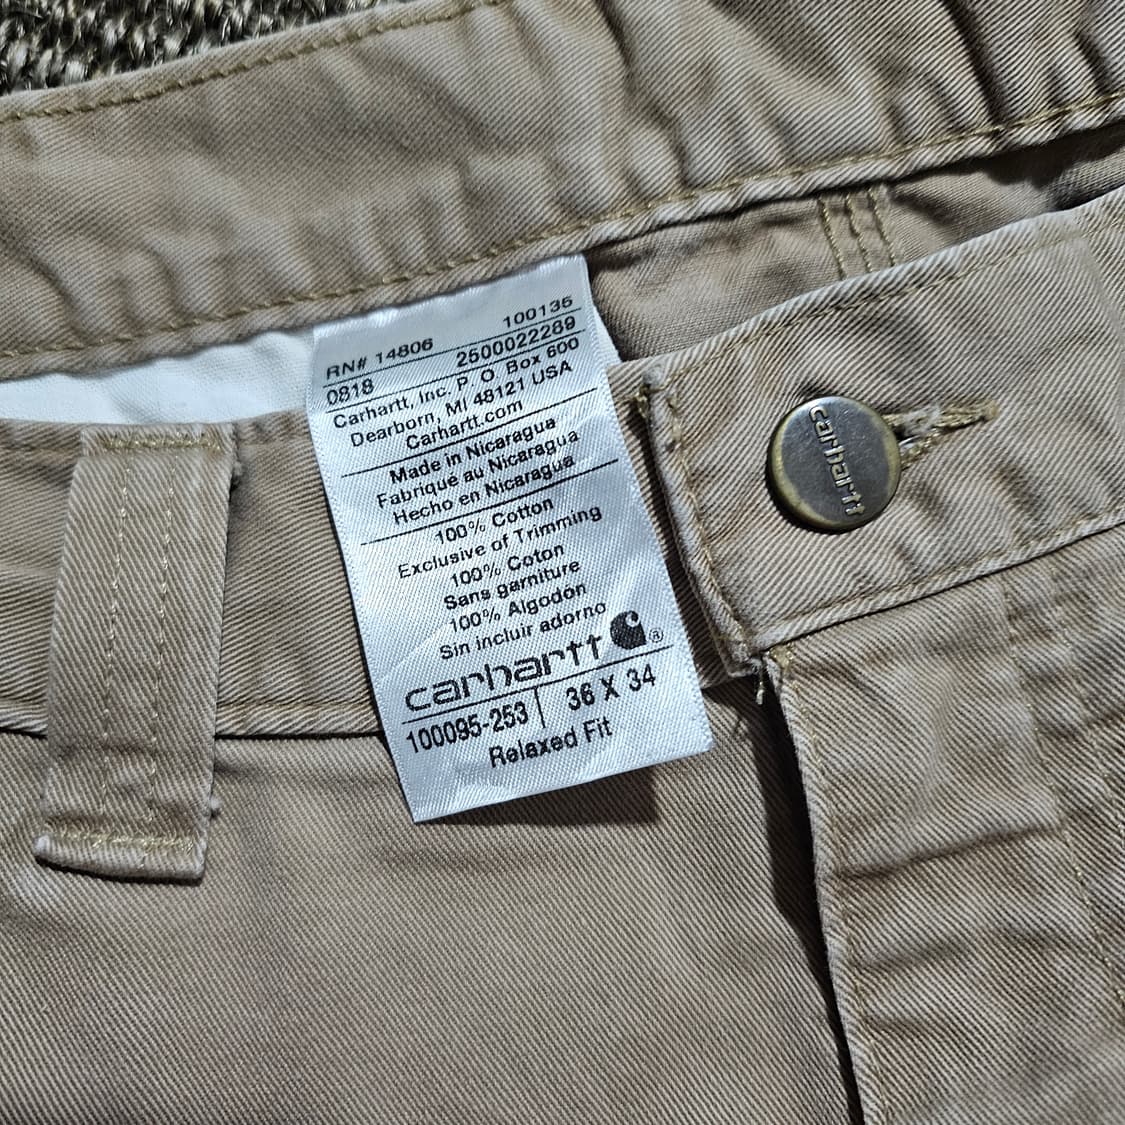 100135
RN# 14806
2500022289
0818
Carhartt, Inc. P O Box 600
Dearborn, MI 48121 USA
Carhartt.com
Made in Nicaragua
Fabriqué au Nicaragua
Hecho en Nicaragua
100% Cotton
Exclusive of Trimming
100% Coton
Sans garniture
100% Algodón
Sin incluir adorno
carhartt ®
100095-253 36 X 34
Relaxed Fit
carhartt